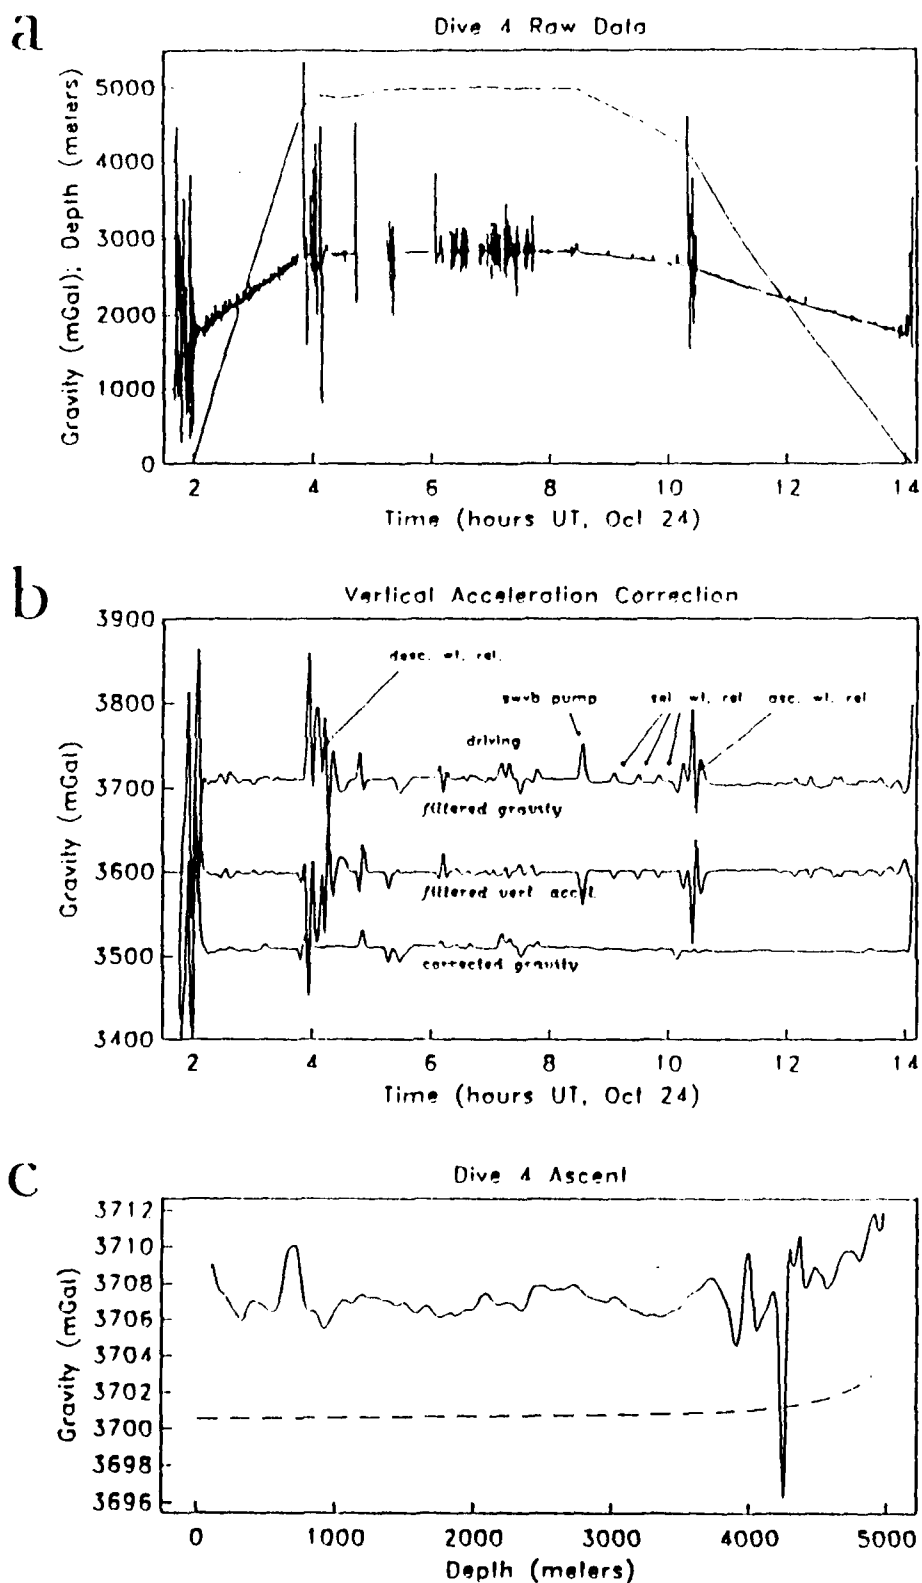 a
Dive 4 Raw Data
Gravity (mGal); Depth (meters)
5000
4000
3000
2000
1000
0
2 4 6 8 10 12 14
Time (hours UT, Oct 24)
b
Vertical Acceleration Correction
Gravity (mGal)
3900
3800
3700
3600
3500
3400
desc. wt. rel.
swvb pump
sel. wt. rel.
asc. wt. rel.
driving
filtered gravity
filtered vert accel.
corrected gravity
2 4 6 8 10 12 14
Time (hours UT, Oct 24)
c
Dive 4 Ascent
Gravity (mGal)
3712
3710
3708
3706
3704
3702
3700
3698
3696
0 1000 2000 3000 4000 5000
Depth (meters)